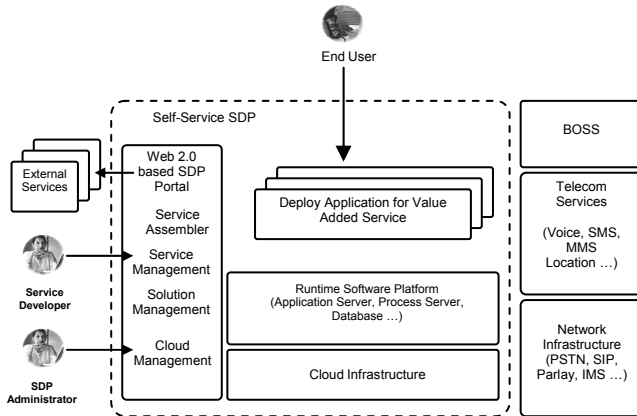 End User
Self-Service SDP
BOSS
External
Services
Web 2.0
based SDP
Portal
Service
Assembler
Service
Management
Solution
Management
Cloud
Management
Service
Developer
SDP
Administrator
Deploy Application for Value
Added Service
Runtime Software Platform
(Application Server, Process Server,
Database ...)
Cloud Infrastructure
Telecom
Services
(Voice, SMS,
MMS
Location ...)
Network
Infrastructure
(PSTN, SIP,
Parlay, IMS ...)